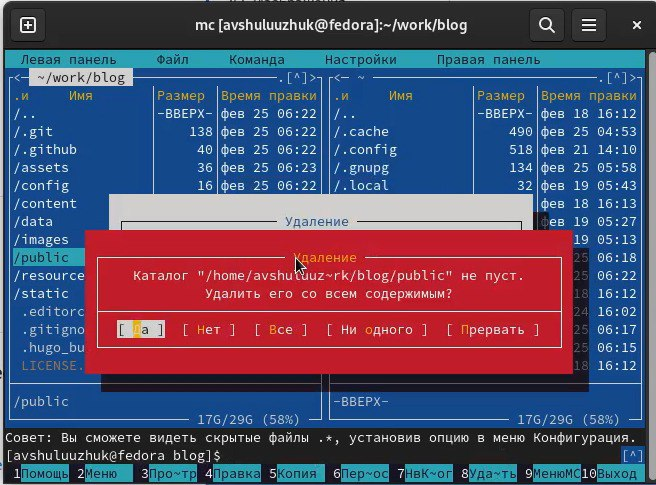 mc [avshuluuzhuk@fedora]:~/work/blog
Левая панель Файл Команда Настройки Правая панель
~/work/blog .[^]> <─ ~ .[^]>
.и Имя Размер Время правки .и Имя Размер Время правки
/.. -ВВЕРХ- фев 25 06:22 /.. -ВВЕРХ- фев 18 16:12
/.git 138 фев 25 06:22 /.cache 490 фев 25 04:53
/.github 40 фев 25 06:22 /.config 518 фев 21 14:10
/assets 36 фев 25 06:23 /.gnupg 134 фев 25 05:58
/config 16 фев 25 06:22 /.local 32 фев 19 05:43
/content фев 18 16:13
/data Удаление фев 19 05:27
/images 19 05:13
/public Удаление 25 06:18
/resource Каталог "/home/avshuluuz~rk/blog/public" не пуст. 25 06:22
/static Удалить его со всем содержимым? 18 16:12
.editorc 24 16:02
.gitigno [ Да ] [ Нет ] [ Все ] [ Ни одного ] [ Прервать ] 25 06:17
.hugo_bu 25 06:15
LICENSE. 18 16:12
/public -ВВЕРХ-
17G/29G (58%) 17G/29G (58%)
Совет: Вы сможете видеть скрытые файлы .*, установив опцию в меню Конфигурация.
[avshuluuzhuk@fedora blog]$ [^]
1Помощь 2Меню 3Про~тр 4Правка 5Копия 6Пер~ос 7НвК~ог 8Уда~ть 9МенюМС 10Выход